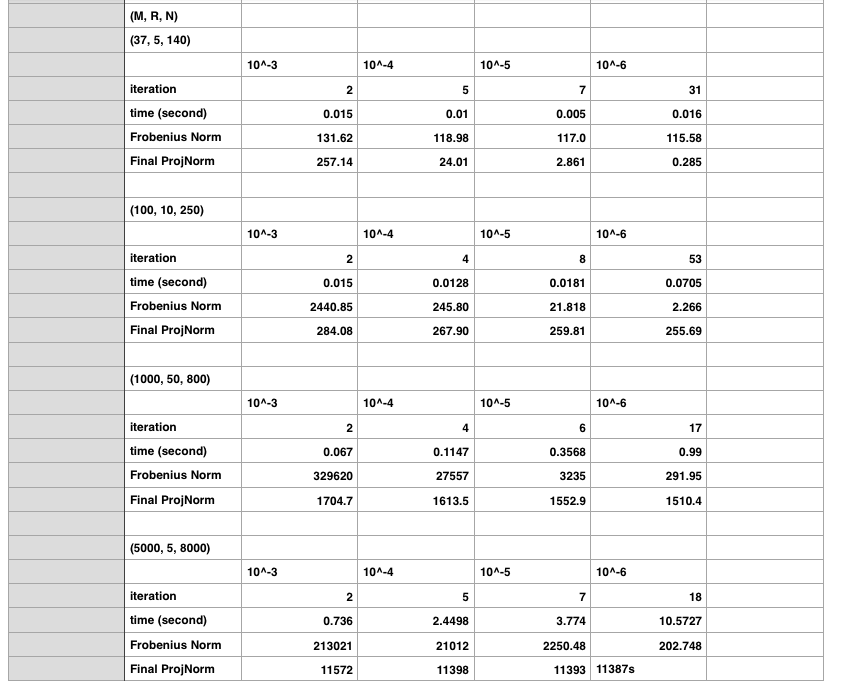 (M, R, N)
(37, 5, 140)
10^-3 10^-4 10^-5 10^-6
iteration 2 5 7 31
time (second) 0.015 0.01 0.005 0.016
Frobenius Norm 131.62 118.98 117.0 115.58
Final ProjNorm 257.14 24.01 2.861 0.285
(100, 10, 250)
10^-3 10^-4 10^-5 10^-6
iteration 2 4 8 53
time (second) 0.015 0.0128 0.0181 0.0705
Frobenius Norm 2440.85 245.80 21.818 2.266
Final ProjNorm 284.08 267.90 259.81 255.69
(1000, 50, 800)
10^-3 10^-4 10^-5 10^-6
iteration 2 4 6 17
time (second) 0.067 0.1147 0.3568 0.99
Frobenius Norm 329620 27557 3235 291.95
Final ProjNorm 1704.7 1613.5 1552.9 1510.4
(5000, 5, 8000)
10^-3 10^-4 10^-5 10^-6
iteration 2 5 7 18
time (second) 0.736 2.4498 3.774 10.5727
Frobenius Norm 213021 21012 2250.48 202.748
Final ProjNorm 11572 11398 11393 11387s